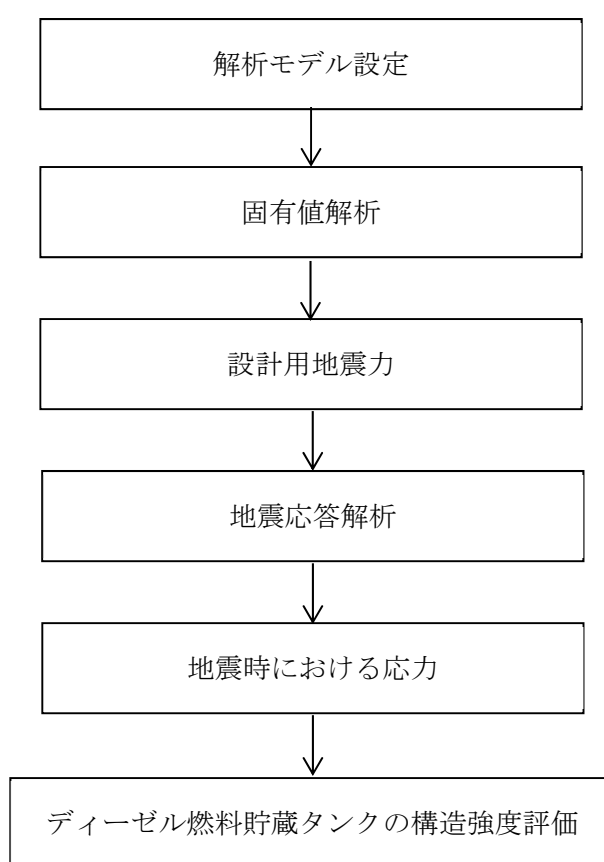 解析モデル設定
固有値解析
設計用地震力
地震応答解析
地震時における応力
ディーゼル燃料貯蔵タンクの構造強度評価